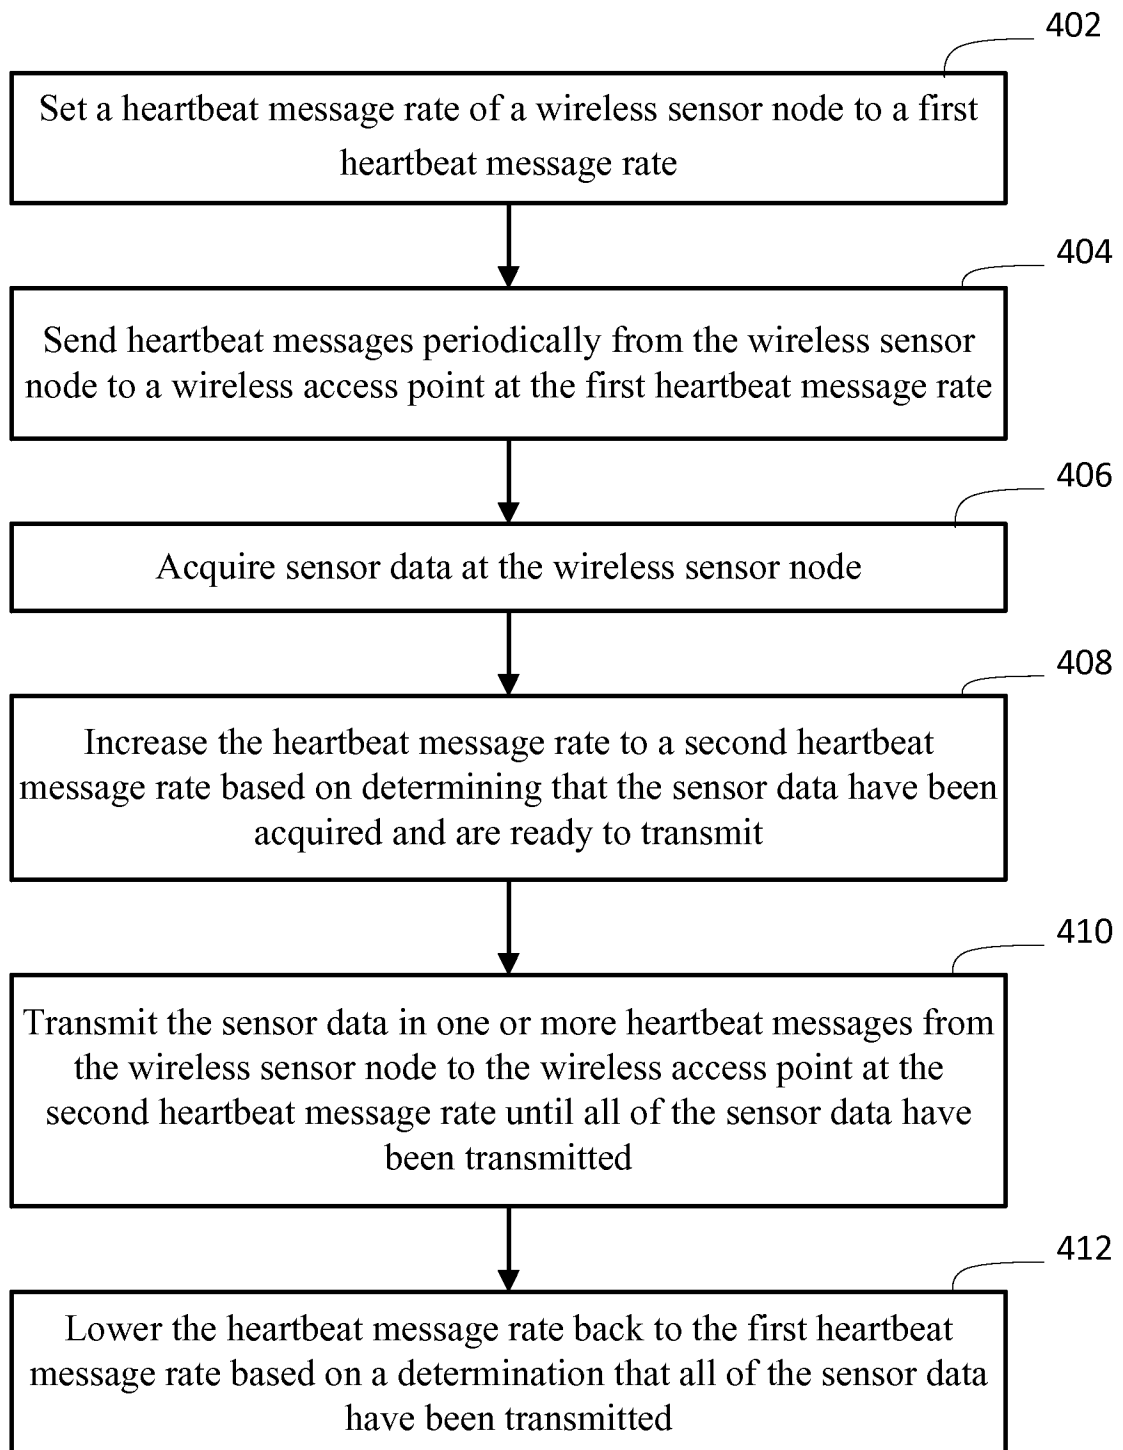 402
Set a heartbeat message rate of a wireless sensor node to a first
heartbeat message rate
404
Send heartbeat messages periodically from the wireless sensor
node to a wireless access point at the first heartbeat message rate
406
Acquire sensor data at the wireless sensor node
408
Increase the heartbeat message rate to a second heartbeat
message rate based on determining that the sensor data have been
acquired and are ready to transmit
410
Transmit the sensor data in one or more heartbeat messages from
the wireless sensor node to the wireless access point at the
second heartbeat message rate until all of the sensor data have
been transmitted
412
Lower the heartbeat message rate back to the first heartbeat
message rate based on a determination that all of the sensor data
have been transmitted